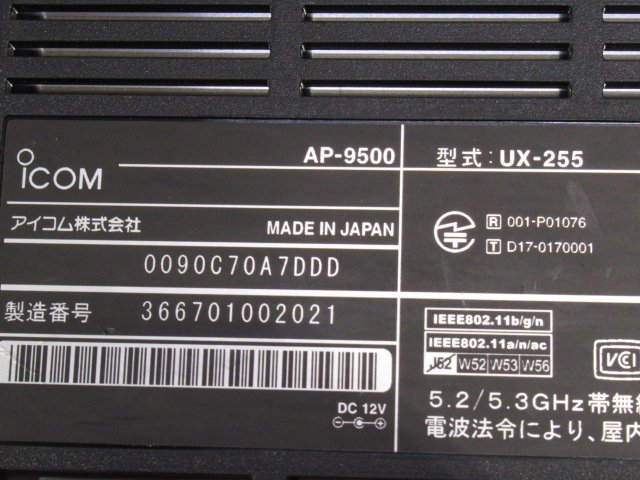 ICOM
AP-9500
型式：UX-255
アイコム株式会社
MADE IN JAPAN
R 001-P01076
T D17-0170001
0090C70A7DDD
製造番号 366701002021
IEEE802.11b/g/n
IEEE802.11a/n/ac
J52 W52 W53 W56
VCCI
DC 12V
5.2/5.3GHz帯無線
電波法令により、屋内